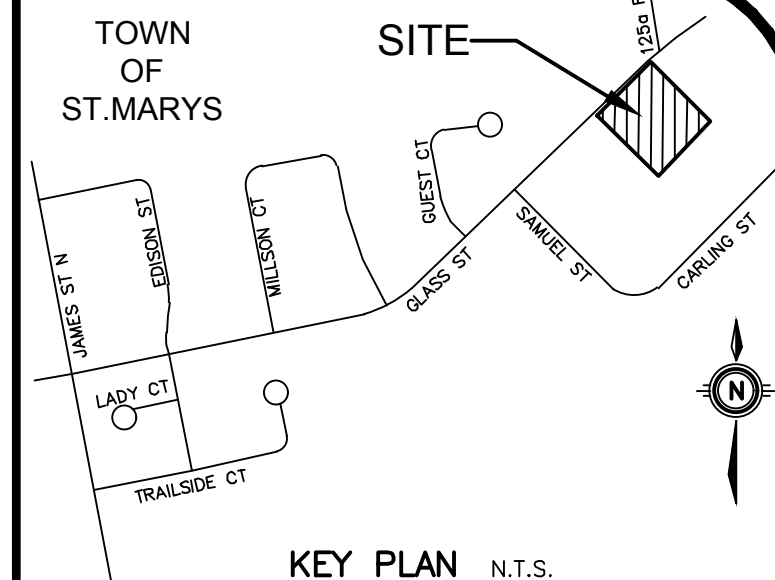 TOWN
OF
ST.MARYS
SITE
125a
GUEST CT
EDISON ST
MILLSON CT
SAMUEL ST
CARLING ST
GLASS ST
JAMES ST N
LADY CT
N
TRAILSIDE CT
KEY PLAN N.T.S.